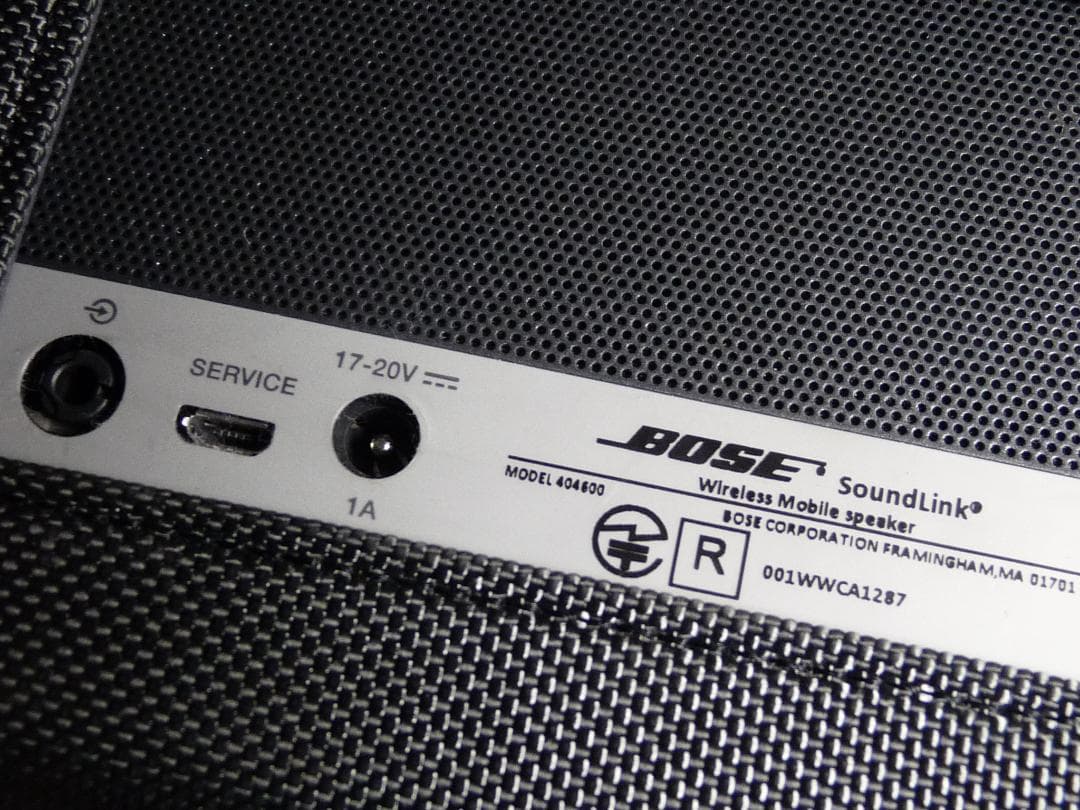 SERVICE
17-20V
1A
BOSE SoundLink®
Wireless Mobile speaker
MODEL 404600
BOSE CORPORATION FRAMINGHAM,MA 01701
R
001WWCA1287